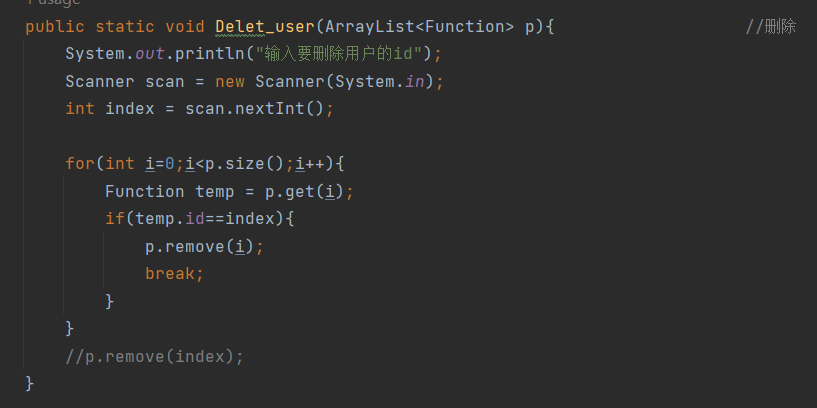 usage
public static void Delet_user(ArrayList<Function> p){ //删除
System.out.println("输入要删除用户的id");
Scanner scan = new Scanner(System.in);
int index = scan.nextInt();
for(int i=0;i<p.size();i++){
Function temp = p.get(i);
if(temp.id==index){
p.remove(i);
break;
}
}
//p.remove(index);
}